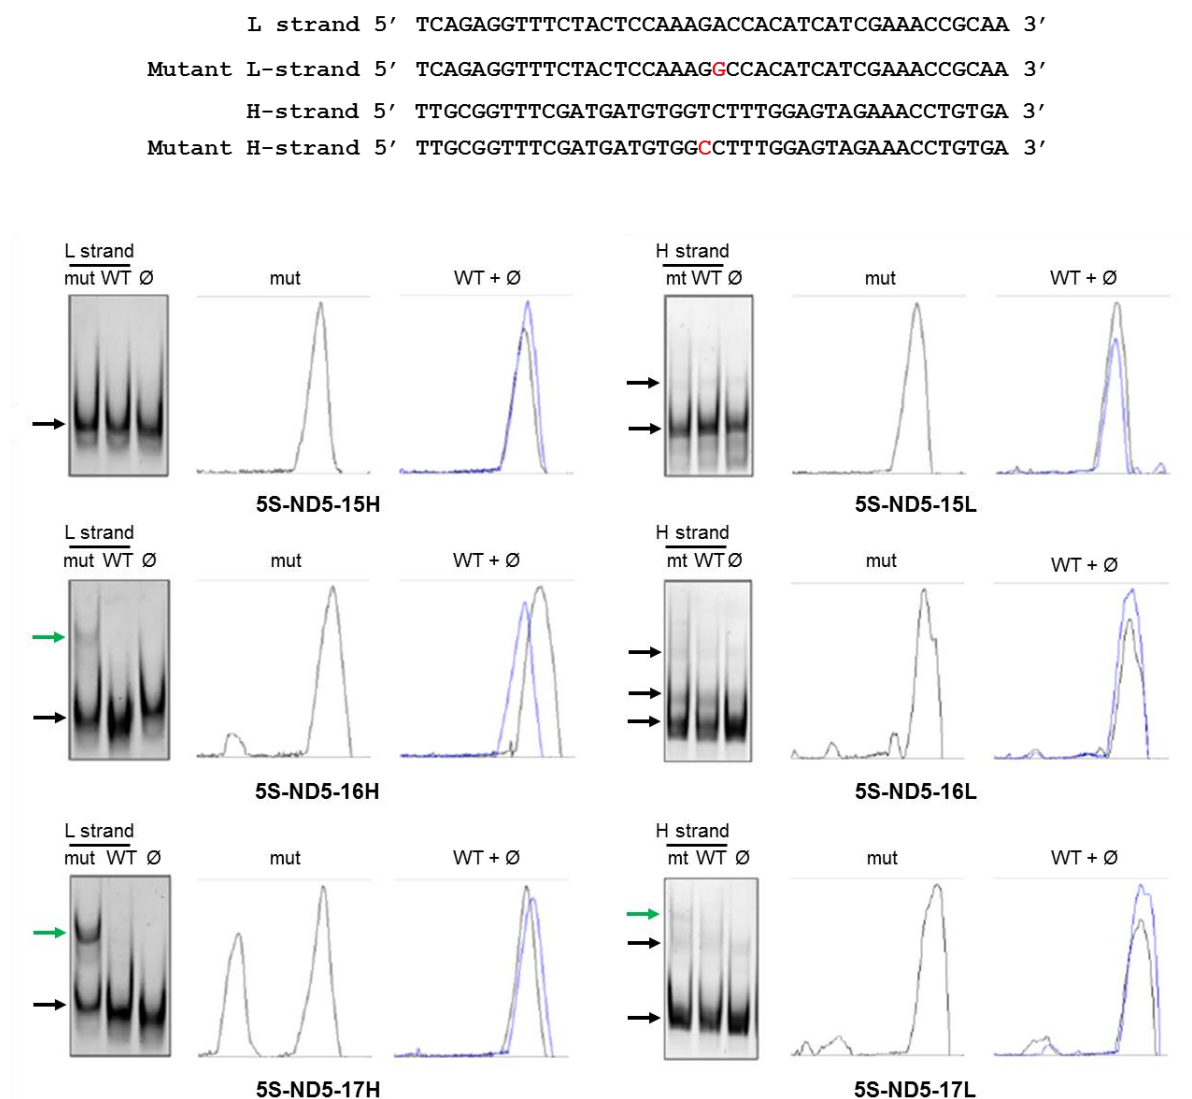 L strand 5’ TCAGAGGTTTCTACTCCAAAGACCACATCATCGAAACCGCAA 3’
Mutant L-strand 5’ TCAGAGGTTTCTACTCCAAAGGCCACATCATCGAAACCGCAA 3’
H-strand 5’ TTGCGGTTTCGATGATGTGGTCTTTGGAGTAGAAACCTGTGA 3’
Mutant H-strand 5’ TTGCGGTTTCGATGATGTGGCCTTTGGAGTAGAAACCTGTGA 3’
L strand
mut WT Ø mut WT + Ø
5S-ND5-15H
H strand
mt WT Ø mut WT + Ø
5S-ND5-15L
L strand
mut WT Ø mut WT + Ø
5S-ND5-16H
H strand
mt WT Ø mut WT + Ø
5S-ND5-16L
L strand
mut WT Ø mut WT + Ø
5S-ND5-17H
H strand
mt WT Ø mut WT + Ø
5S-ND5-17L